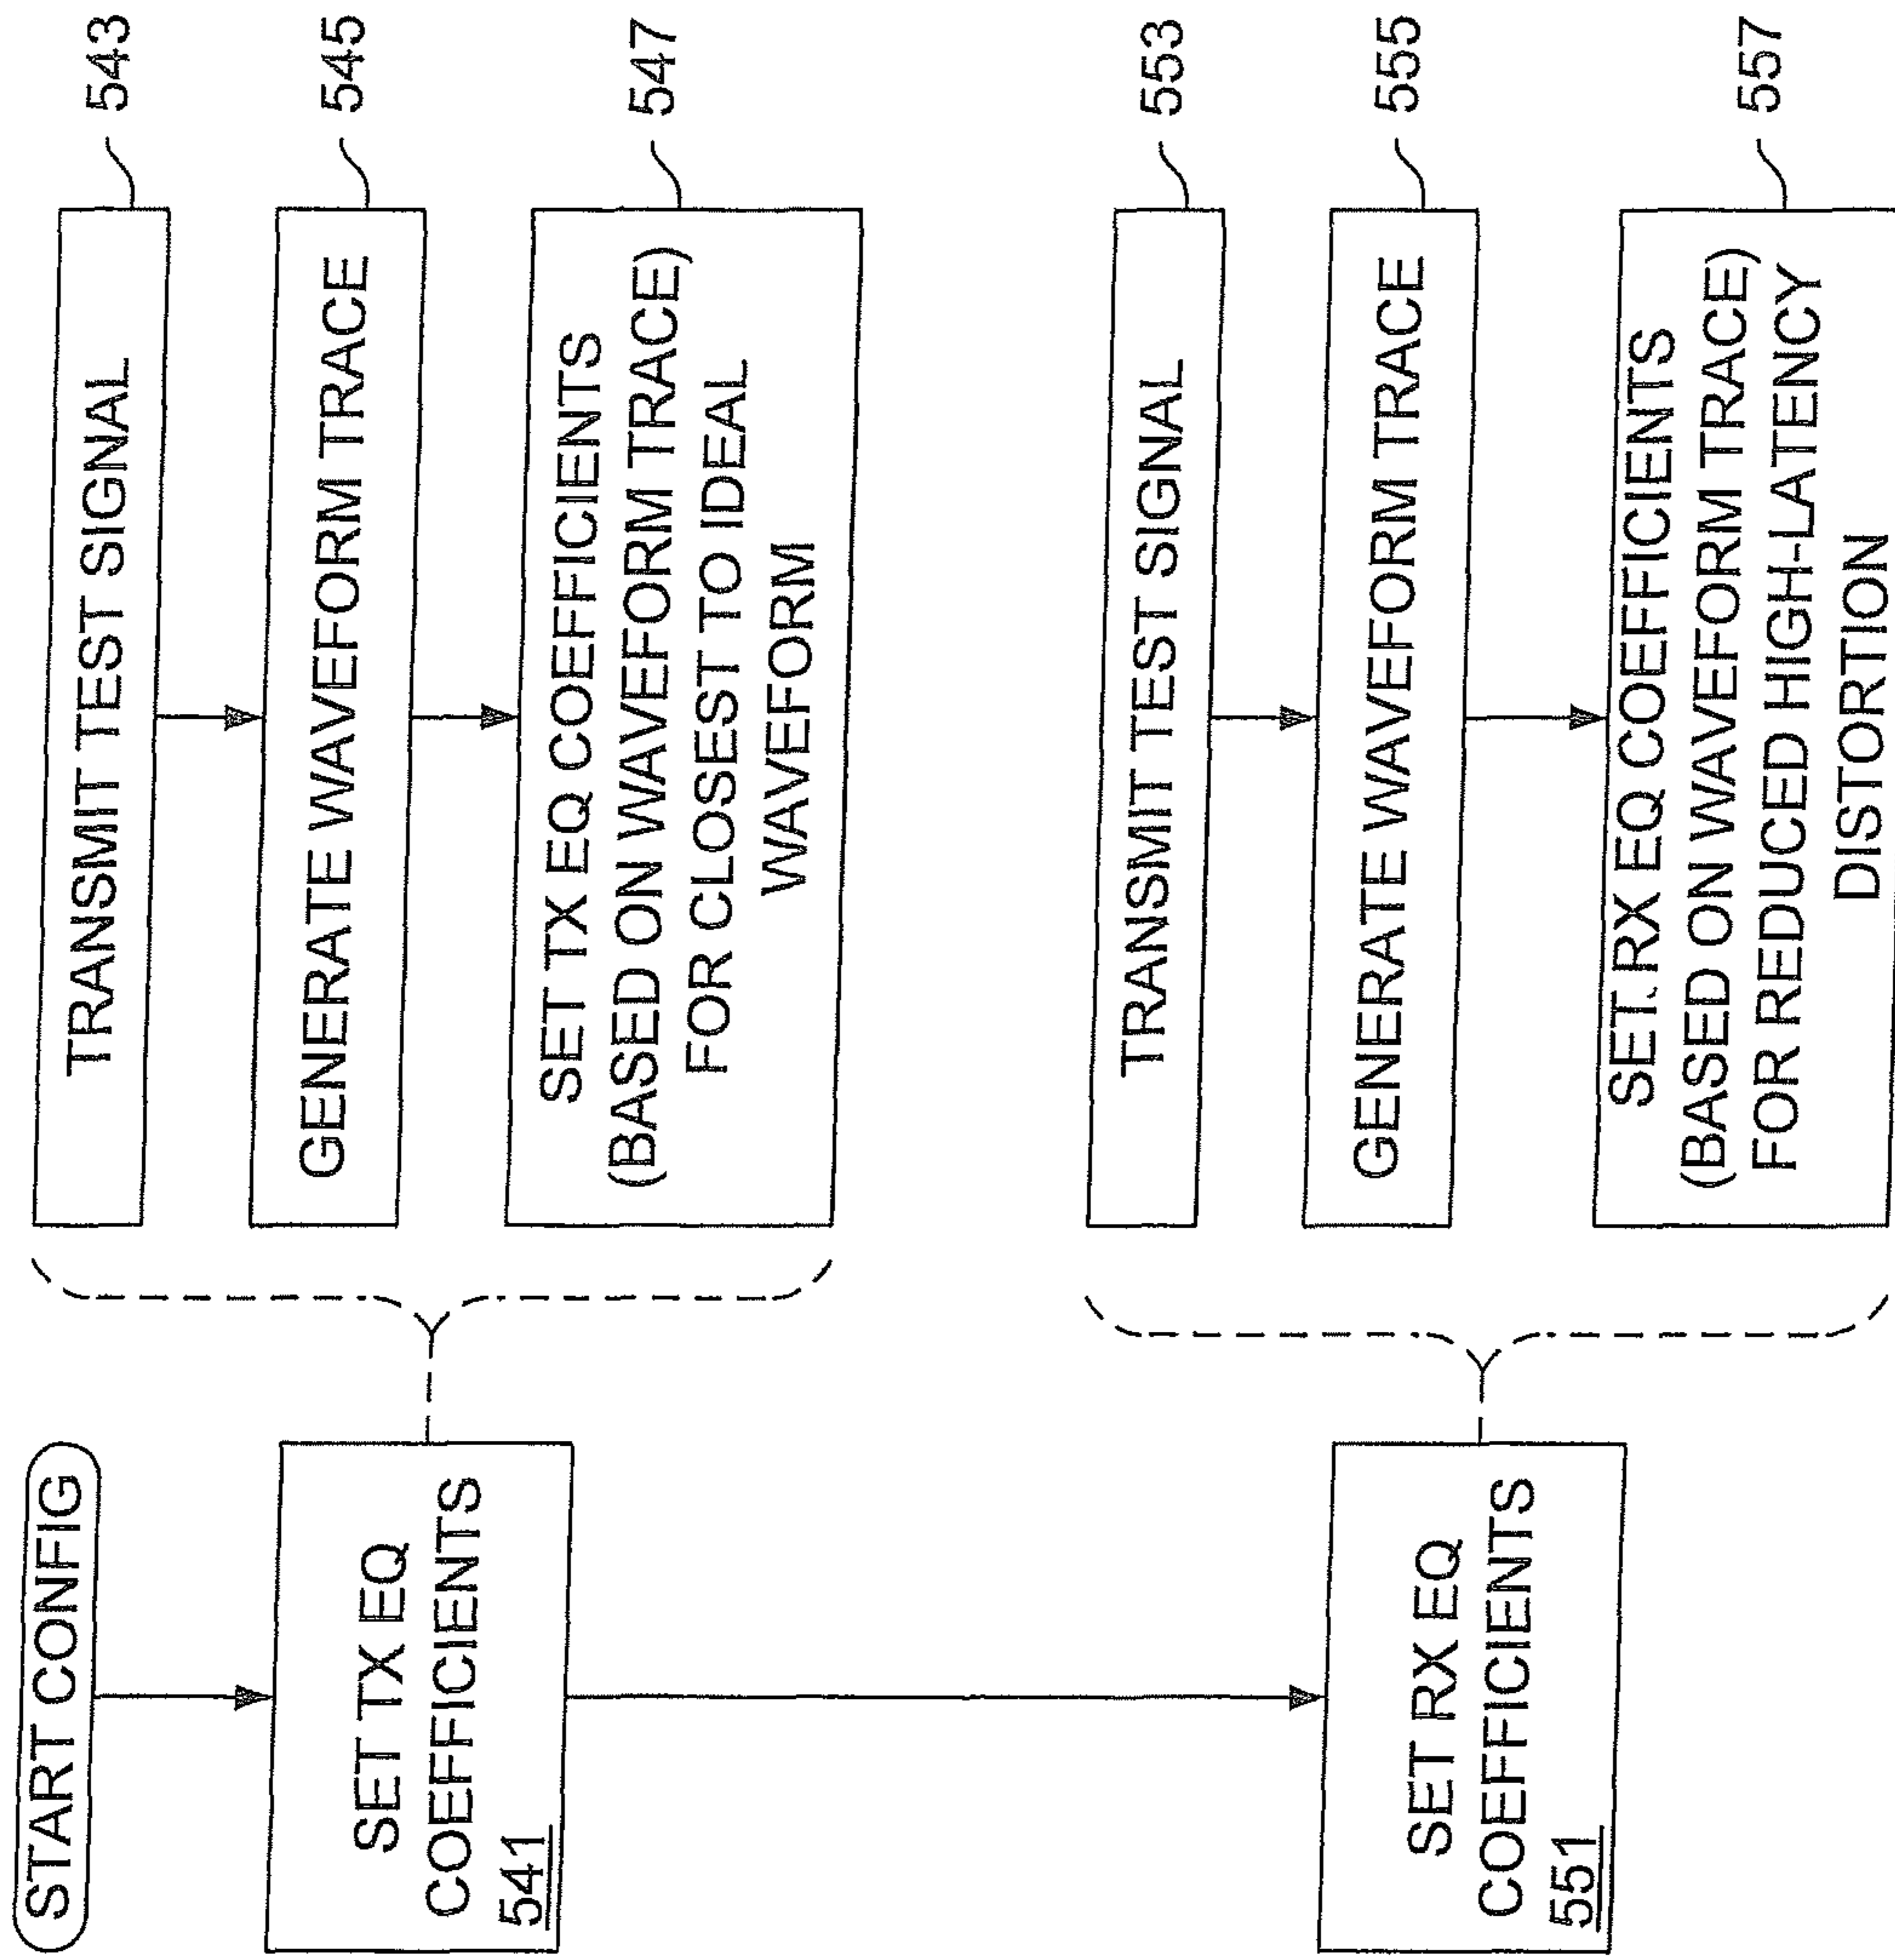 START CONFIG
SET TX EQ
COEFFICIENTS
541
TRANSMIT TEST SIGNAL
543
GENERATE WAVEFORM TRACE
545
SET TX EQ COEFFICIENTS
(BASED ON WAVEFORM TRACE)
FOR CLOSEST TO IDEAL
WAVEFORM
547
SET RX EQ
COEFFICIENTS
551
TRANSMIT TEST SIGNAL
553
GENERATE WAVEFORM TRACE
555
SET RX EQ COEFFICIENTS
(BASED ON WAVEFORM TRACE)
FOR REDUCED HIGH-LATENCY
DISTORTION
557